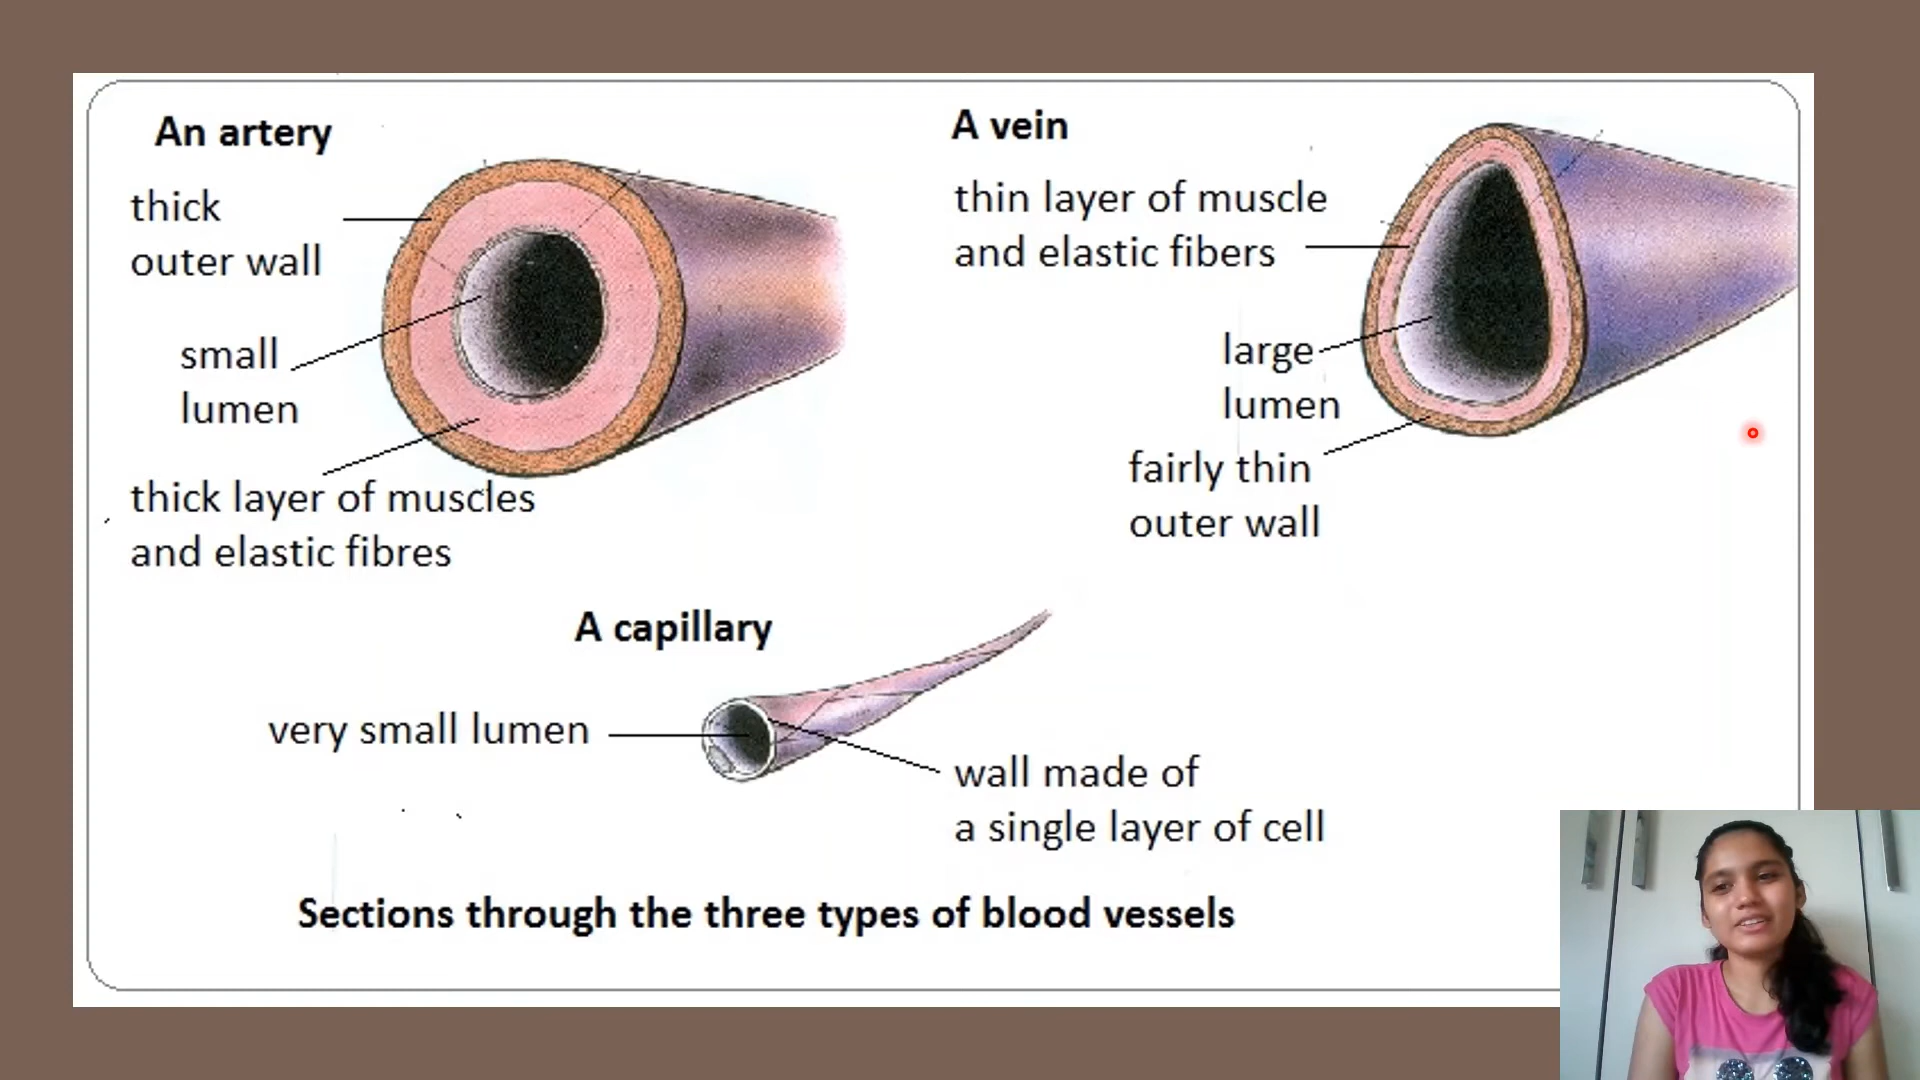 An artery
thick
outer wall
small
lumen
thick layer of muscles
and elastic fibres
A vein
thin layer of muscle
and elastic fibers
large
lumen
fairly thin
outer wall
A capillary
very small lumen
wall made of
a single layer of cell
Sections through the three types of blood vessels